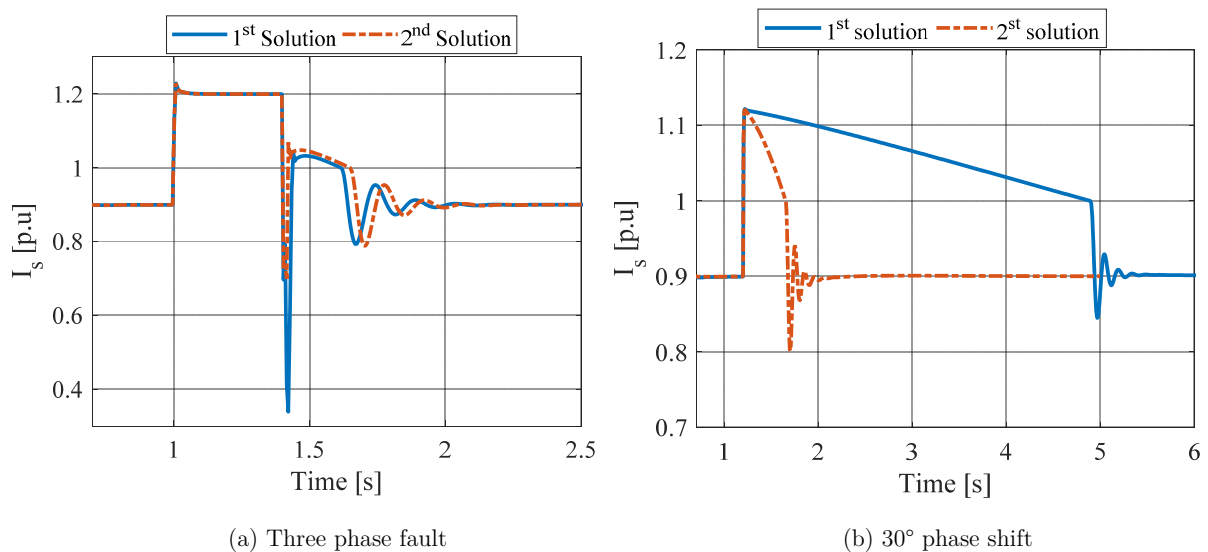 1st Solution 2nd Solution
1.2
1
0.8
0.6
0.4
Is [p.u]
1 1.5 2 2.5
Time [s]
(a) Three phase fault
1st solution 2st solution
1.2
1.1
1
0.9
0.8
0.7
Is [p.u]
1 2 3 4 5 6
Time [s]
(b) 30° phase shift